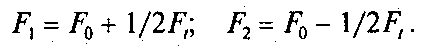 F₁ = F₀ + 1/2Fₜ; F₂ = F₀ − 1/2Fₜ.